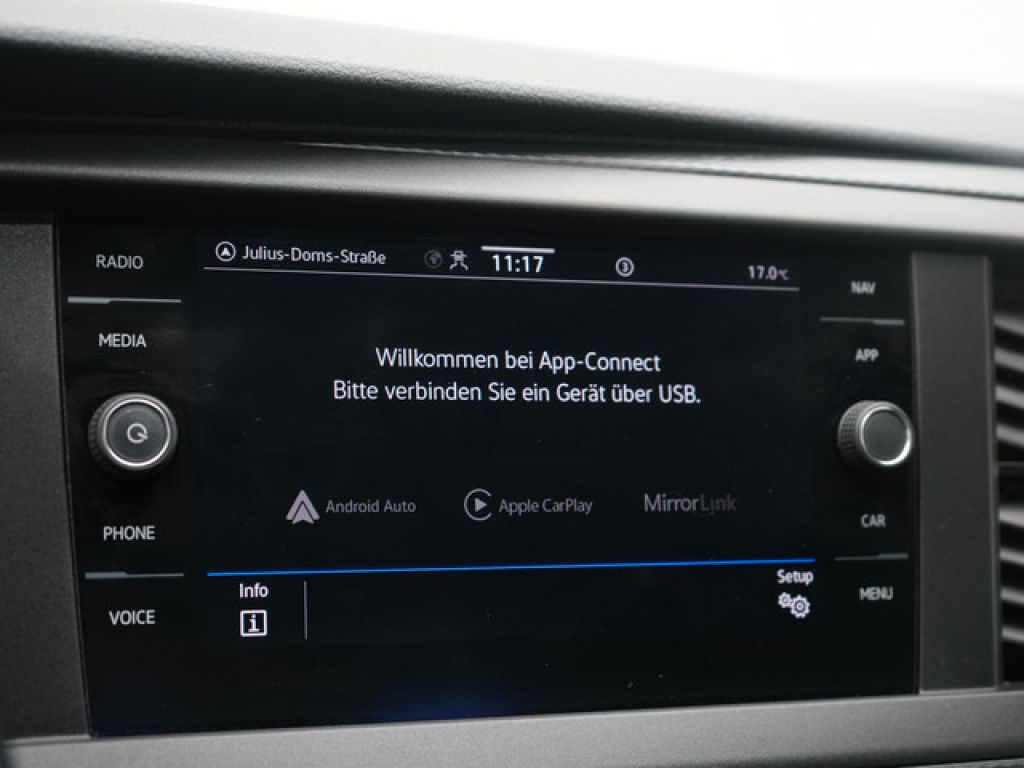 RADIO
MEDIA
PHONE
VOICE
Julius-Doms-Straße
11:17
3
17.0°C
Willkommen bei App-Connect
Bitte verbinden Sie ein Gerät über USB.
Android Auto
Apple CarPlay
MirrorLink
Info
i
Setup
NAV
APP
CAR
MENU